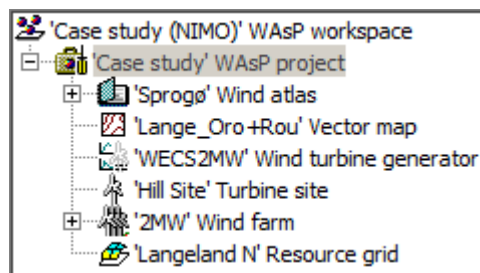 'Case study (NIMO)' WAsP workspace
'Case study' WAsP project
'Sprogø' Wind atlas
'Lange_Oro+Rou' Vector map
'WECS2MW' Wind turbine generator
'Hill Site' Turbine site
'2MW' Wind farm
'Langeland N' Resource grid